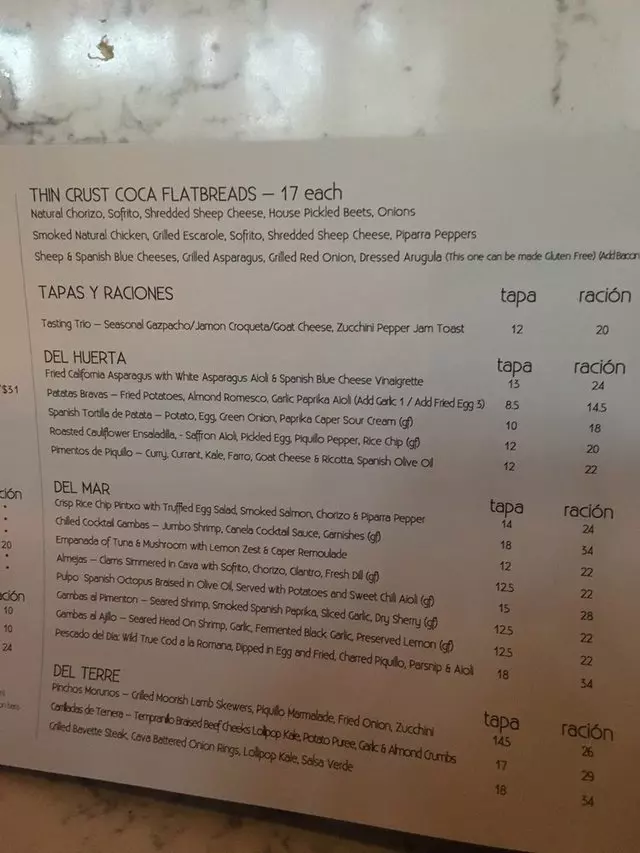 THIN CRUST COCA FLATBREADS – 17 each
Natural Chorizo, Sofrito, Shredded Sheep Cheese, House Pickled Beets, Onions
Smoked Natural Chicken, Grilled Escarole, Sofrito, Shredded Sheep Cheese, Piparra Peppers
Sheep & Spanish Blue Cheeses, Grilled Asparagus, Grilled Red Onion, Dressed Arugula (This one can be made Gluten Free) (Add Bacon
TAPAS Y RACIONES tapa ración
Tasting Trio – Seasonal Gazpacho/Jamon Croqueta/Goat Cheese, Zucchini Pepper Jam Toast 12 20
DEL HUERTA tapa ración
Fried California Asparagus with White Asparagus Aioli & Spanish Blue Cheese Vinaigrette 13 24
Patatas Bravas – Fried Potatoes, Almond Romesco, Garlic Paprika Aioli (Add Garlic 1 / Add Fried Egg 3) 8.5 14.5
Spanish Tortilla de Patata – Potato, Egg, Green Onion, Paprika Caper Sour Cream (gf) 10 18
Roasted Cauliflower Ensaladilla, - Saffron Aioli, Pickled Egg, Piquillo Pepper, Rice Chip (gf) 12 20
Pimentos de Piquillo – Curry, Currant, Kale, Farro, Goat Cheese & Ricotta, Spanish Olive Oil 12 22
DEL MAR tapa ración
Crisp Rice Chip Pintxo with Truffled Egg Salad, Smoked Salmon, Chorizo & Piparra Pepper 14 24
Chilled Cocktail Gambas – Jumbo Shrimp, Canela Cocktail Sauce, Garnishes (gf) 18 34
Empanada of Tuna & Mushroom with Lemon Zest & Caper Remoulade 12 22
Almejas – Clams Simmered in Cava with Sofrito, Chorizo, Cilantro, Fresh Dill (gf) 12.5 22
Pulpo Spanish Octopus Braised in Olive Oil, Served with Potatoes and Sweet Chili Aioli (gf) 15 28
Gambas al Pimenton – Seared Shrimp, Smoked Spanish Paprika, Sliced Garlic, Dry Sherry (gf) 12.5 22
Gambas al Ajillo – Seared Head On Shrimp, Garlic, Fermented Black Garlic, Preserved Lemon (gf) 12.5 22
Pescado del Dia: Wild True Cod a la Romana, Dipped in Egg and Fried, Charred Piquillo, Parsnip & Aioli 18 34
DEL TERRE tapa ración
Pinchos Morunos – Grilled Moorish Lamb Skewers, Piquillo Marmalade, Fried Onion, Zucchini 14.5 26
Carrilladas de Ternera – Tempranillo Braised Beef Cheeks Lollipop Kale, Potato Puree, Garlic & Almond Crumbs 17 29
Grilled Bavette Steak, Cava Battered Onion Rings, Lollipop Kale, Salsa Verde 18 34
/$31
ción
20
ación
10
10
24